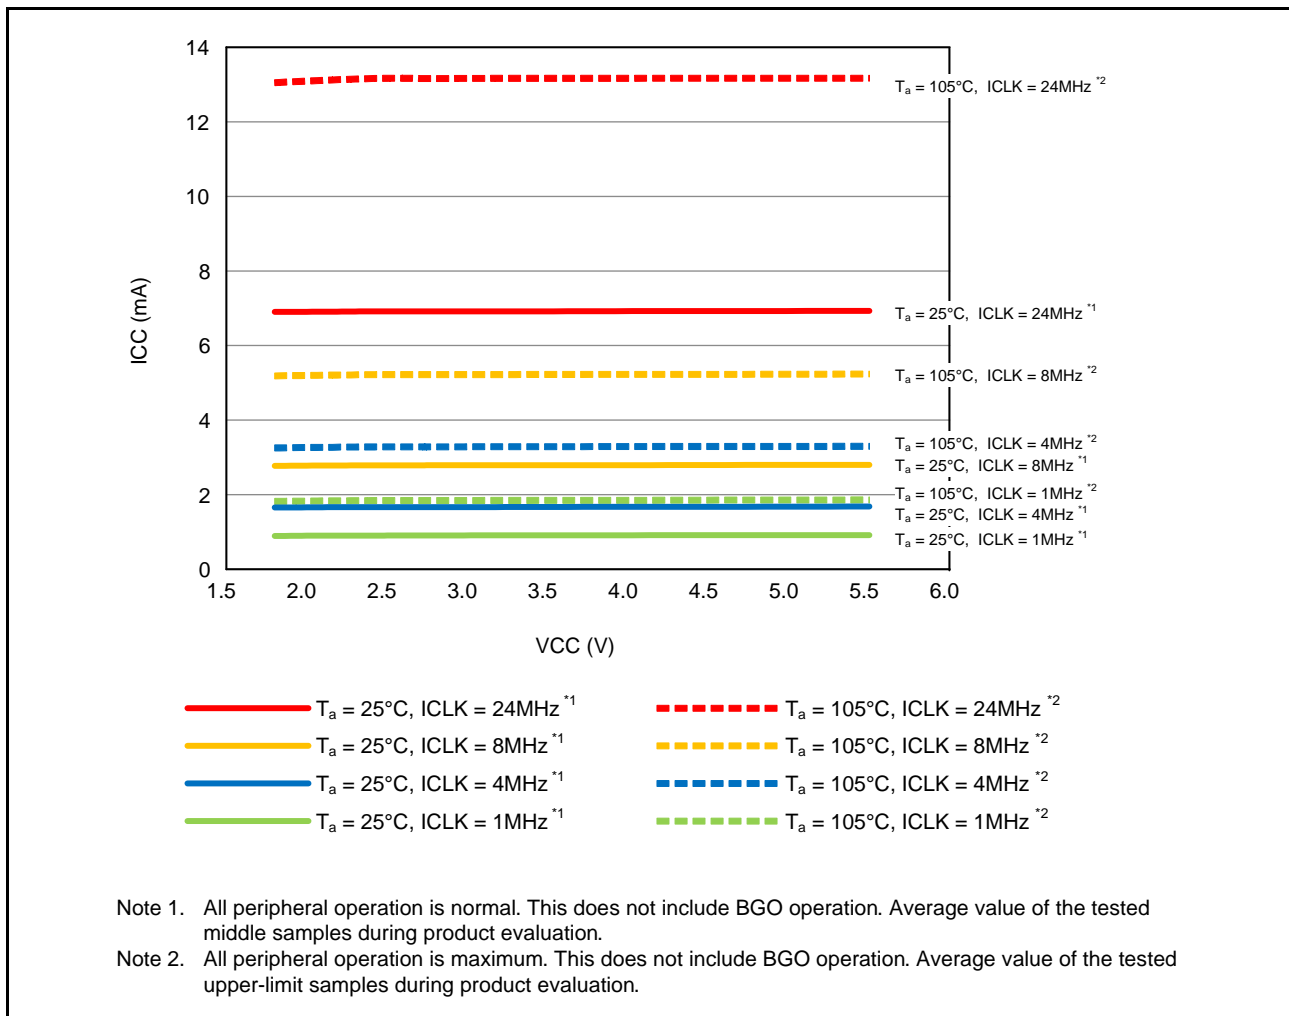 14
12
10
8
6
4
2
0
ICC (mA)
1.5 2.0 2.5 3.0 3.5 4.0 4.5 5.0 5.5 6.0
VCC (V)
Ta = 105°C, ICLK = 24MHz *2
Ta = 25°C, ICLK = 24MHz *1
Ta = 105°C, ICLK = 8MHz *2
Ta = 105°C, ICLK = 4MHz *2
Ta = 25°C, ICLK = 8MHz *1
Ta = 105°C, ICLK = 1MHz *2
Ta = 25°C, ICLK = 4MHz *1
Ta = 25°C, ICLK = 1MHz *1
Ta = 25°C, ICLK = 24MHz *1
Ta = 105°C, ICLK = 24MHz *2
Ta = 25°C, ICLK = 8MHz *1
Ta = 105°C, ICLK = 8MHz *2
Ta = 25°C, ICLK = 4MHz *1
Ta = 105°C, ICLK = 4MHz *2
Ta = 25°C, ICLK = 1MHz *1
Ta = 105°C, ICLK = 1MHz *2
Note 1. All peripheral operation is normal. This does not include BGO operation. Average value of the tested
middle samples during product evaluation.
Note 2. All peripheral operation is maximum. This does not include BGO operation. Average value of the tested
upper-limit samples during product evaluation.